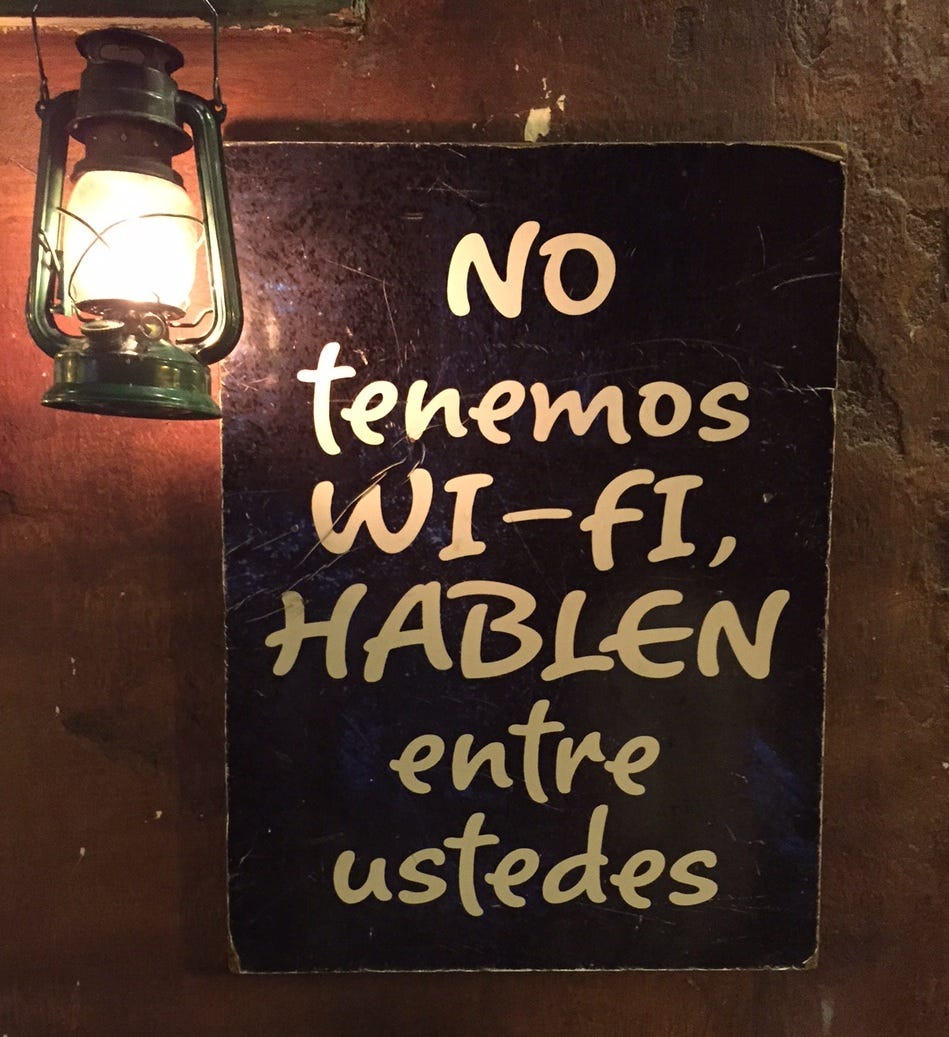 NO
tenemos
WI-fI,
HABLEN
entre
ustedes